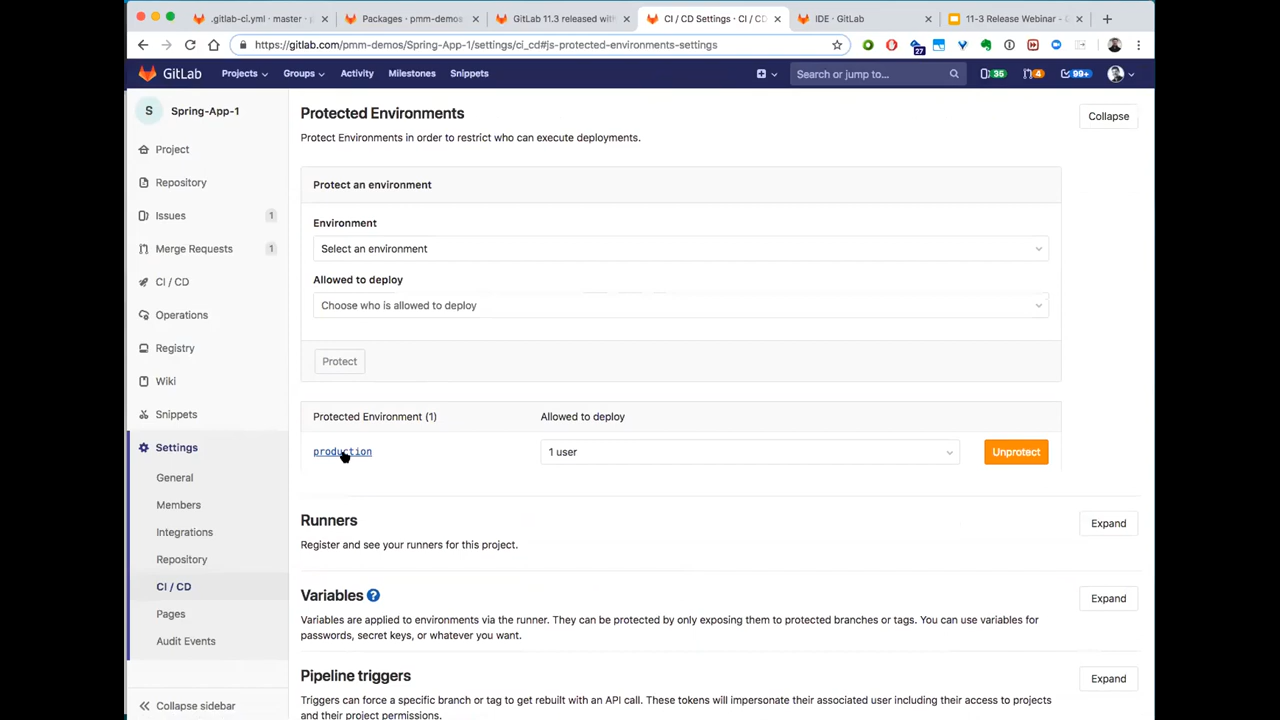 .gitlab-ci.yml · master ·
Packages · pmm-demos
GitLab 11.3 released with
CI / CD Settings · CI / CD
IDE · GitLab
11-3 Release Webinar -
https://gitlab.com/pmm-demos/Spring-App-1/settings/ci_cd#js-protected-environments-settings
27
GitLab
Projects
Groups
Activity
Milestones
Snippets
Search or jump to...
36
4
99+
S
Spring-App-1
Project
Repository
Issues
1
Merge Requests
1
CI / CD
Operations
Registry
Wiki
Snippets
Settings
General
Members
Integrations
Repository
CI / CD
Pages
Audit Events
Collapse sidebar
Protected Environments
Collapse
Protect Environments in order to restrict who can execute deployments.
Protect an environment
Environment
Select an environment
Allowed to deploy
Choose who is allowed to deploy
Protect
Protected Environment (1)
Allowed to deploy
production
1 user
Unprotect
Runners
Expand
Register and see your runners for this project.
Variables
Expand
Variables are applied to environments via the runner. They can be protected by only exposing them to protected branches or tags. You can use variables for
passwords, secret keys, or whatever you want.
Pipeline triggers
Expand
Triggers can force a specific branch or tag to get rebuilt with an API call. These tokens will impersonate their associated user including their access to projects
and their project permissions.